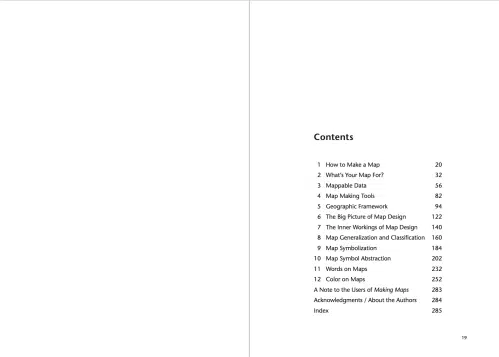 Contents
1 How to Make a Map 20
2 What's Your Map For? 32
3 Mappable Data 56
4 Map Making Tools 82
5 Geographic Framework 94
6 The Big Picture of Map Design 122
7 The Inner Workings of Map Design 140
8 Map Generalization and Classification 160
9 Map Symbolization 184
10 Map Symbol Abstraction 202
11 Words on Maps 232
12 Color on Maps 252
A Note to the Users of Making Maps 283
Acknowledgments / About the Authors 284
Index 285
19